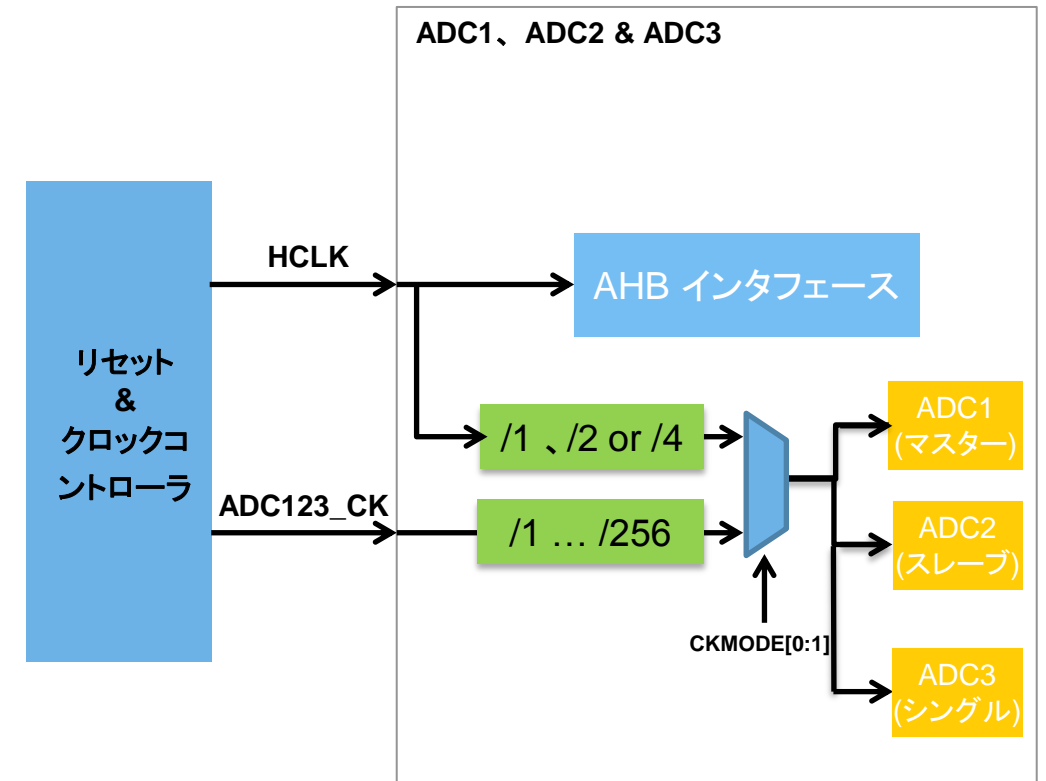 ADC1、ADC2 & ADC3
HCLK
AHB インタフェース
リセット
&
クロックコ
ントローラ
/1 、/2 or /4
ADC1
(マスター)
ADC123_CK
/1 … /256
ADC2
(スレーブ)
CKMODE[0:1]
ADC3
(シングル)